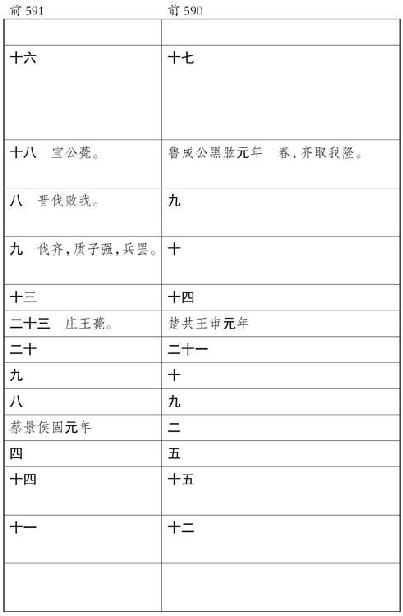 前 591　前 590
十六　十七
十八　宣公薨。　鲁成公黑肱元年　春，齐取我隆。
八　晋伐败我。　九
九　伐齐，质子强，兵罢。　十
十三　十四
二十三　庄王薨。　楚共王审元年
二十　二十一
九　十
八　九
蔡景侯固元年　二
四　五
十四　十五
十一　十二